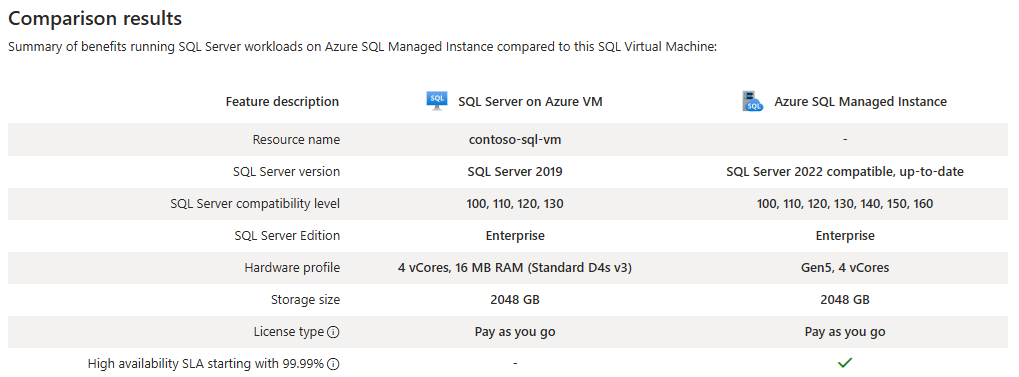 Comparison results
Summary of benefits running SQL Server workloads on Azure SQL Managed Instance compared to this SQL Virtual Machine:
Feature description SQL SQL Server on Azure VM SQL Azure SQL Managed Instance
Resource name contoso-sql-vm -
SQL Server version SQL Server 2019 SQL Server 2022 compatible, up-to-date
SQL Server compatibility level 100, 110, 120, 130 100, 110, 120, 130, 140, 150, 160
SQL Server Edition Enterprise Enterprise
Hardware profile 4 vCores, 16 MB RAM (Standard D4s v3) Gen5, 4 vCores
Storage size 2048 GB 2048 GB
License type Pay as you go Pay as you go
High availability SLA starting with 99.99% - ✓